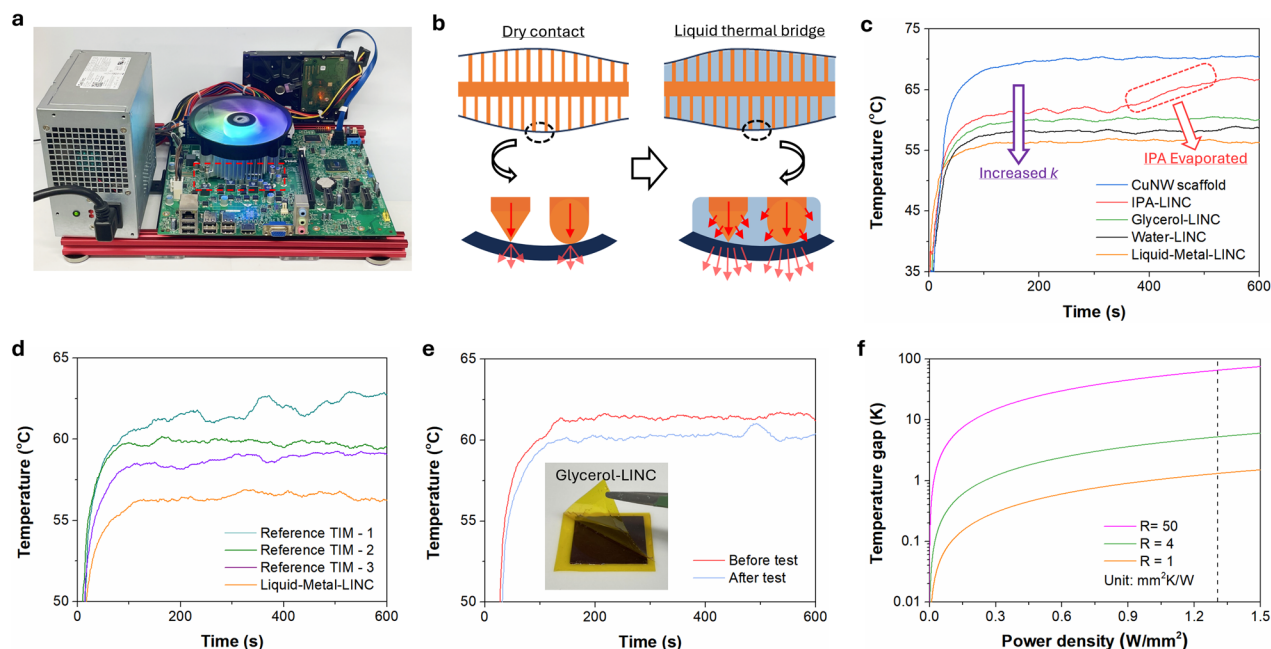 a
b
Dry contact
Liquid thermal bridge
c
Temperature (°C)
75
65
55
45
35
0
200
400
600
Time (s)
Increased k
IPA Evaporated
CuNW scaffold
IPA-LINC
Glycerol-LINC
Water-LINC
Liquid-Metal-LINC
d
Temperature (°C)
65
60
55
50
0
200
400
600
Time (s)
Reference TIM - 1
Reference TIM - 2
Reference TIM - 3
Liquid-Metal-LINC
e
Temperature (°C)
65
60
55
50
0
200
400
600
Time (s)
Glycerol-LINC
Before test
After test
f
Temperature gap (K)
100
10
1
0.1
0.01
0.0
0.3
0.6
0.9
1.2
1.5
Power density (W/mm²)
R= 50
R = 4
R = 1
Unit: mm²K/W